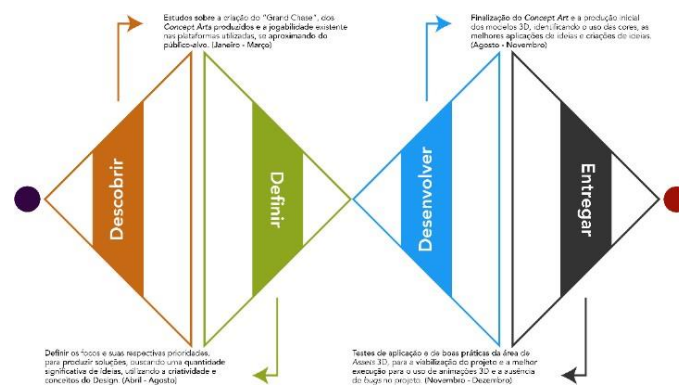 Estudos sobre a criação do "Grand Chase", dos
Concept Arts produzidos e a jogabilidade existente
nas plataformas utilizadas, se aproximando do
público-alvo. (Janeiro - Março)
Finalização do Concept Art e a produção inicial
dos modelos 3D, identificando o uso das cores, as
melhores aplicações de ideias e criações de ideias.
(Agosto - Novembro)
Descobrir
Definir
Desenvolver
Entregar
Definir os focos e suas respectivas prioridades,
para produzir soluções, buscando uma quantidade
significativa de ideias, utilizando a criatividade e
conceitos do Design. (Abril - Agosto)
Testes de aplicação e de boas práticas da área de
Assets 3D, para a viabilização do projeto e a melhor
execução para o uso de animações 3D e a ausência
de bugs no projeto. (Novembro - Dezembro)